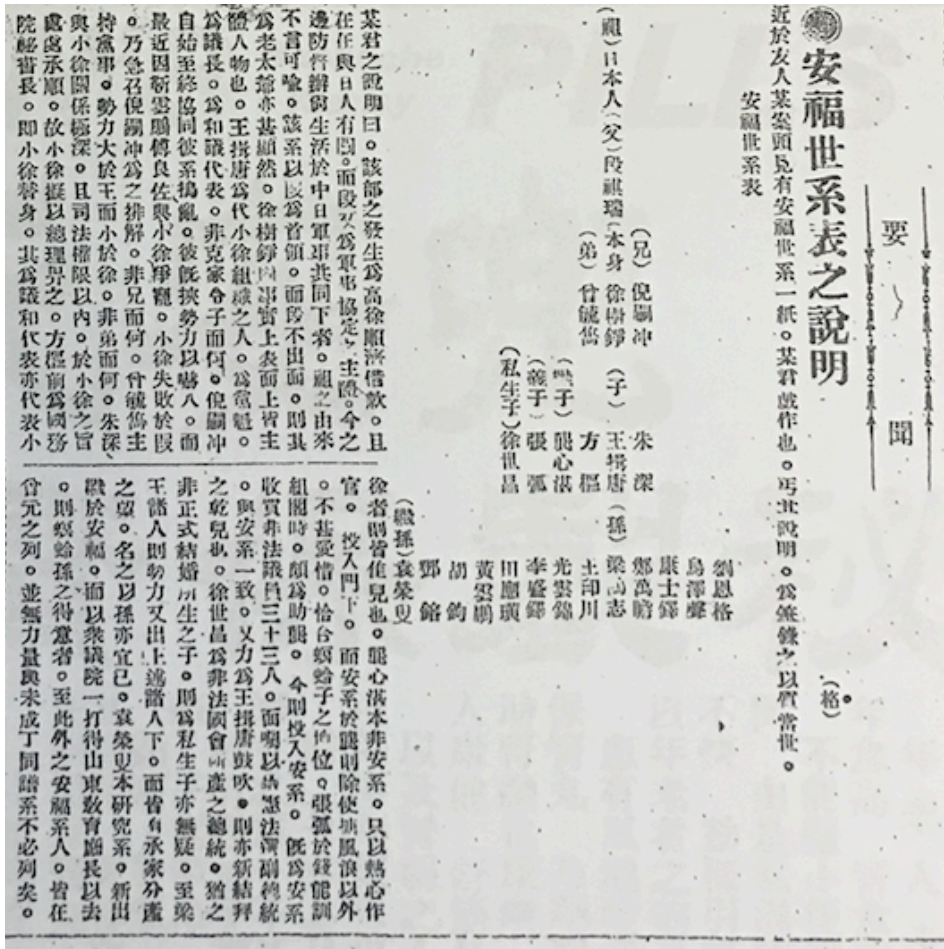 要聞
安福世系表之說明
(格)
近於友人某案頭見有安福世系一紙。某君戲作也。丐其說明。爲並錄之以質當世。
安福世系表
(祖)日本人(父)段祺瑞(本身)徐樹錚
(兄)倪嗣冲
(弟)曾毓雋
(子)
朱深
王揖唐
方樞
龔心湛
(義子)張弧
(私生子)徐世昌
(孫)
劉恩格
烏澤聲
康士鐸
鄭萬瞻
梁鴻志
王印川
光雲錦
李盛鐸
田應璜
黃雲鵬
胡鈞
鄧鎔
袁榮叟
某君之說明曰。該部之發生爲高徐順濟借款。且
在在與日人有關。而段又爲軍事協定之主體。今之
邊防督辦與生活於中日軍事共同下者。祖之由來
不言可喻。該系以段爲首領。而段不出面。則其
爲老太爺亦甚顯然。徐樹錚四事實上表面上皆主
體人物也。王揖唐爲代小徐組織之人。爲黨魁。
爲議長。爲和議代表。非克家令子而何。倪嗣冲
自始至終協同彼系搗亂。彼旣挾勢力以嚇人。而
最近因靳雲鵬傅良佐與小徐爭寵。小徐失敗於段
。乃急召倪嗣冲爲之排解。非兄而何。曾毓雋主
持黨事。勢力大於王而小於徐。非弟而何。朱深
與小徐關係極深。且司法權限以內。於小徐之旨
處處承順。故小徐擬以總理畀之。方樞前爲國務
院秘書長。即小徐替身。其爲議和代表亦代表小
徐者則皆佳兒也。龔心湛本非安系。只以熱心作
官。投入門下。而安系於龔則除使擋風浪以外
。不甚愛惜。恰合螟蛉子之地位。張弧於錢能訓
組閣時。頗爲助龔。今則投入安系。旣爲安系
收買非法議員三十三人。面囑以搗憲法選副總統
。與安系一致。又力爲王揖唐鼓吹。則亦新結拜
之乾兒也。徐世昌爲非法國會所產之總統。猶之
非正式結婚所生之子。則爲私生子亦無疑。至梁
王諸人則勢力又出上述諸人下。而皆有承家分產
之望。名之以孫亦宜已。袁榮叟本研究系。新出
繼於安福。而以衆議院一打得山東敎育廳長以去
。則螟蛉孫之得意者。至此外之安福系人。皆在
曾元之列。並無力量與未成丁同譜系不必列矣。